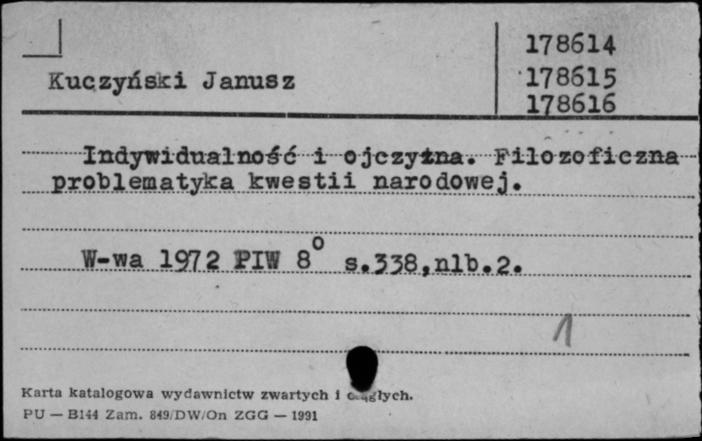 178614
Kuczyński Janusz
178615
178616
Indywidualność i ojczyzna. Filozoficzna
problematyka kwestii narodowej.
W-wa 1972 PIW 8° s.338,nlb.2.
1
Karta katalogowa wydawnictw zwartych i ciągłych.
PU — B144 Zam. 849/DW/On ZGG — 1991